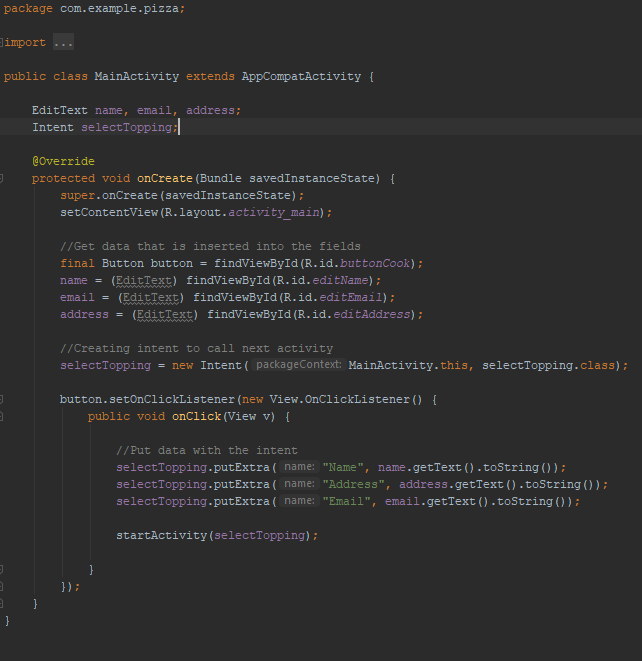 package com.example.pizza;
import ...
public class MainActivity extends AppCompatActivity {
EditText name, email, address;
Intent selectTopping;
@Override
protected void onCreate(Bundle savedInstanceState) {
super.onCreate(savedInstanceState);
setContentView(R.layout.activity_main);
//Get data that is inserted into the fields
final Button button = findViewById(R.id.buttonCook);
name = (EditText) findViewById(R.id.editName);
email = (EditText) findViewById(R.id.editEmail);
address = (EditText) findViewById(R.id.editAddress);
//Creating intent to call next activity
selectTopping = new Intent( packageContext: MainActivity.this, selectTopping.class);
button.setOnClickListener(new View.OnClickListener() {
public void onClick(View v) {
//Put data with the intent
selectTopping.putExtra( name: "Name", name.getText().toString());
selectTopping.putExtra( name: "Address", address.getText().toString());
selectTopping.putExtra( name: "Email", email.getText().toString());
startActivity(selectTopping);
}
});
}
}